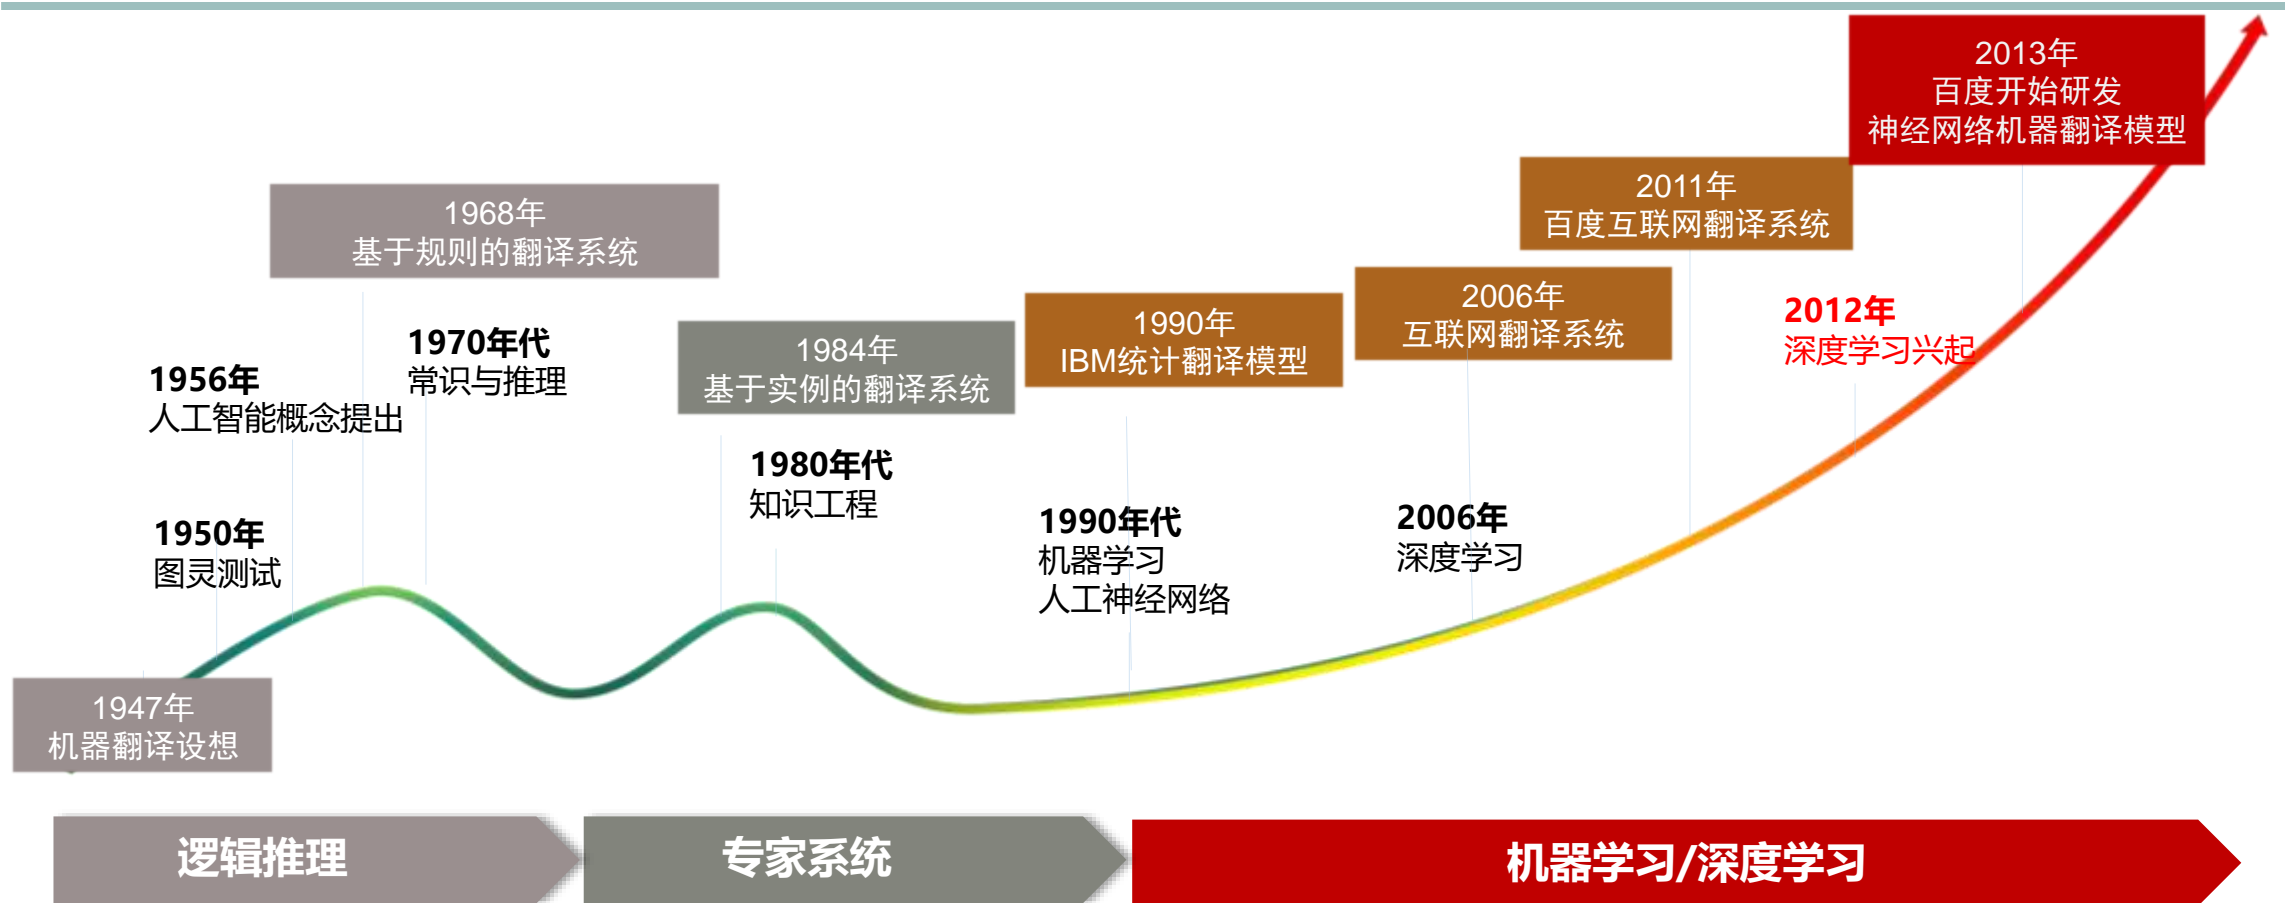 2013年
百度开始研发
神经网络机器翻译模型
2011年
百度互联网翻译系统
1968年
基于规则的翻译系统
2006年
互联网翻译系统
1990年
IBM统计翻译模型
2012年
深度学习兴起
1984年
基于实例的翻译系统
1970年代
常识与推理
1956年
人工智能概念提出
1980年代
知识工程
1950年
图灵测试
1990年代
机器学习
人工神经网络
2006年
深度学习
1947年
机器翻译设想
逻辑推理
专家系统
机器学习/深度学习